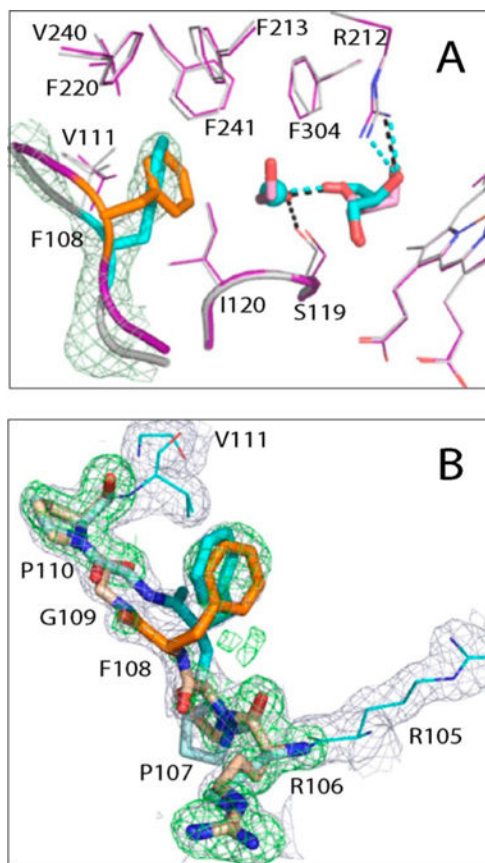 V240
F213
R212
A
F220
F241
F304
V111
F108
I120
S119
B
V111
P110
G109
F108
R105
P107
R106